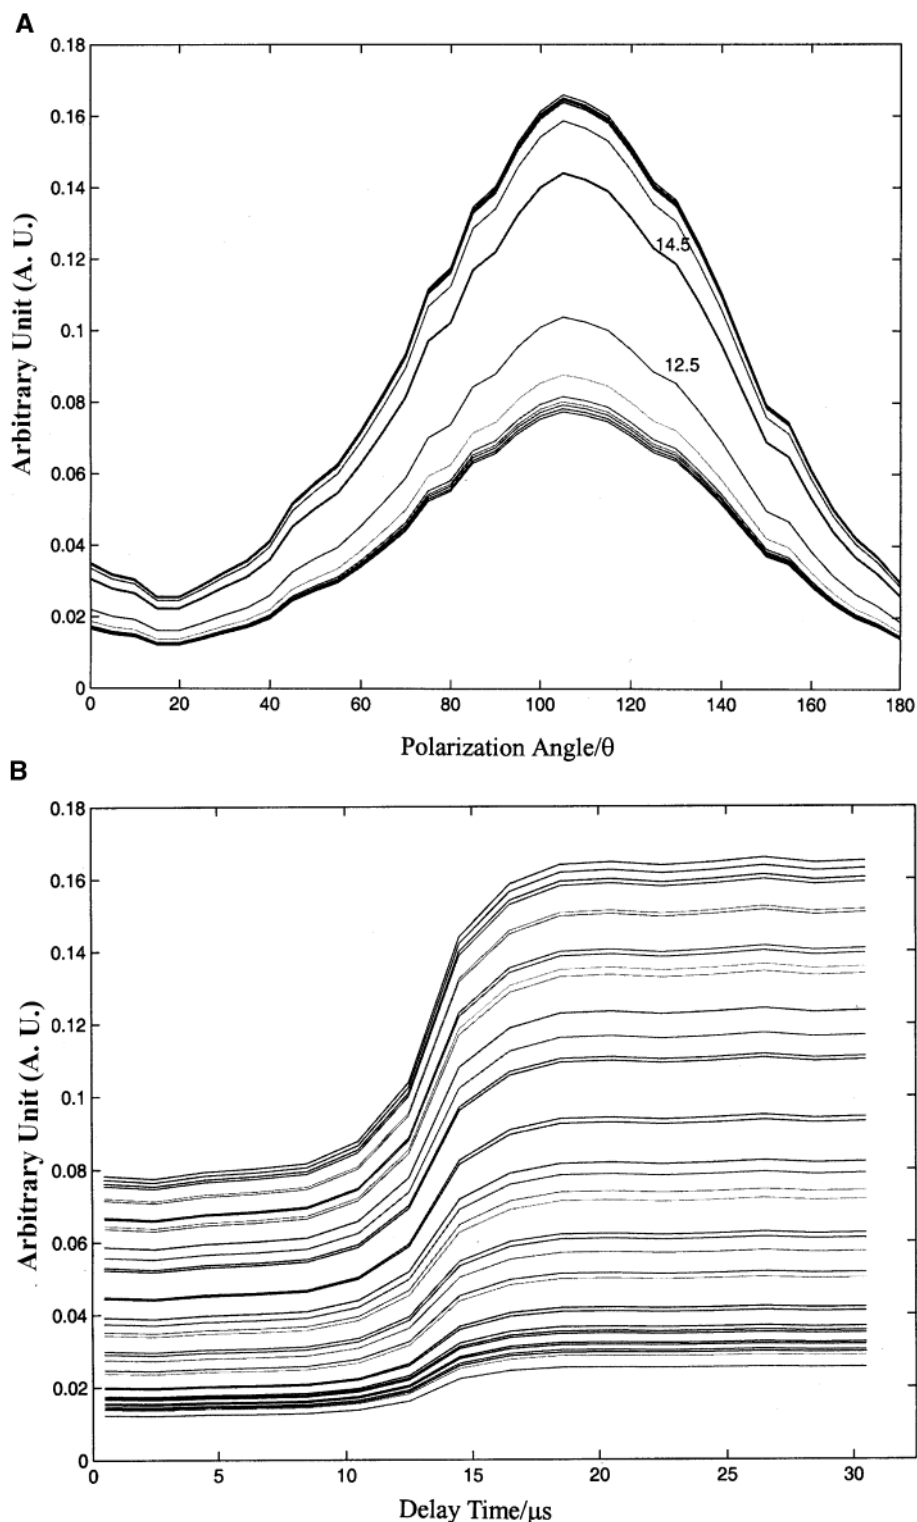 A
0.18
0.16
0.14
0.12
0.1
0.08
0.06
0.04
0.02
0
Arbitrary Unit (A. U.)
14.5
12.5
0 20 40 60 80 100 120 140 160 180
Polarization Angle/θ
B
0.18
0.16
0.14
0.12
0.1
0.08
0.06
0.04
0.02
0
Arbitrary Unit (A. U.)
0 5 10 15 20 25 30
Delay Time/μs